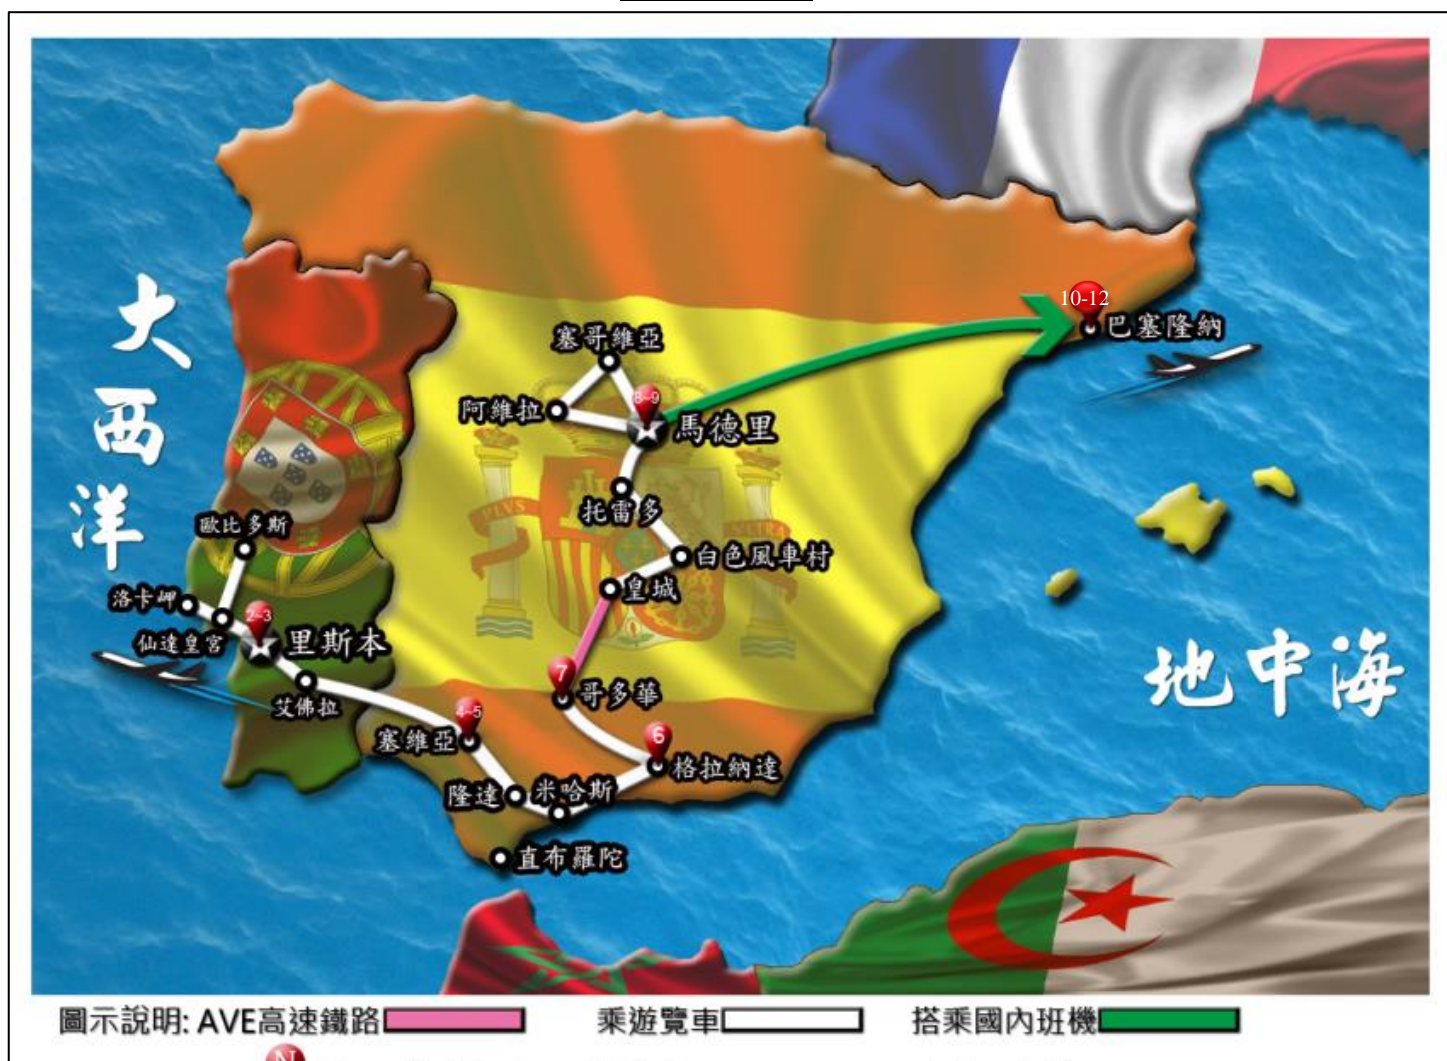 10-12
巴塞隆納
大西洋
塞哥維亞
8~9
阿維拉
馬德里
托雷多
PLVS
歐比多斯
白色風車村
皇城
洛卡岬
2~3
仙達皇宮
里斯本
地中海
7
哥多華
艾佛拉
4~5
塞維亞
6
格拉納達
隆達
米哈斯
直布羅陀
圖示說明: AVE高速鐵路
乘遊覽車
搭乘國內班機
N